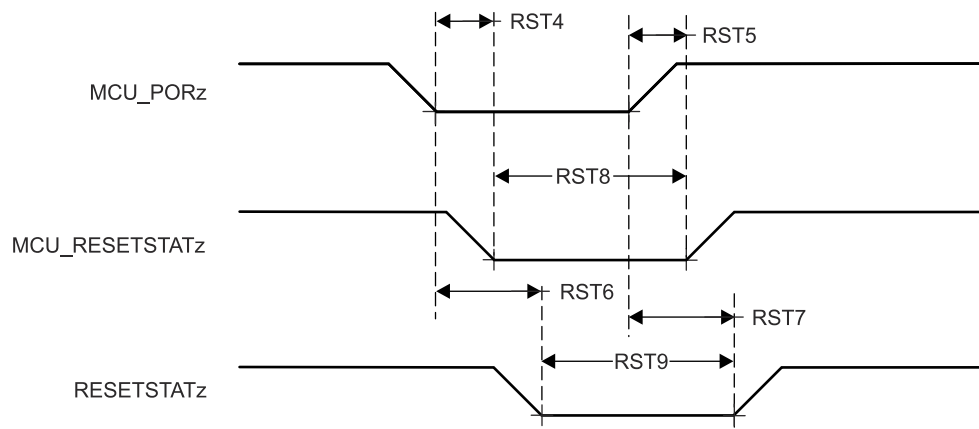 RST4
RST5
MCU_PORz
RST8
MCU_RESETSTATz
RST6
RST7
RST9
RESETSTATz